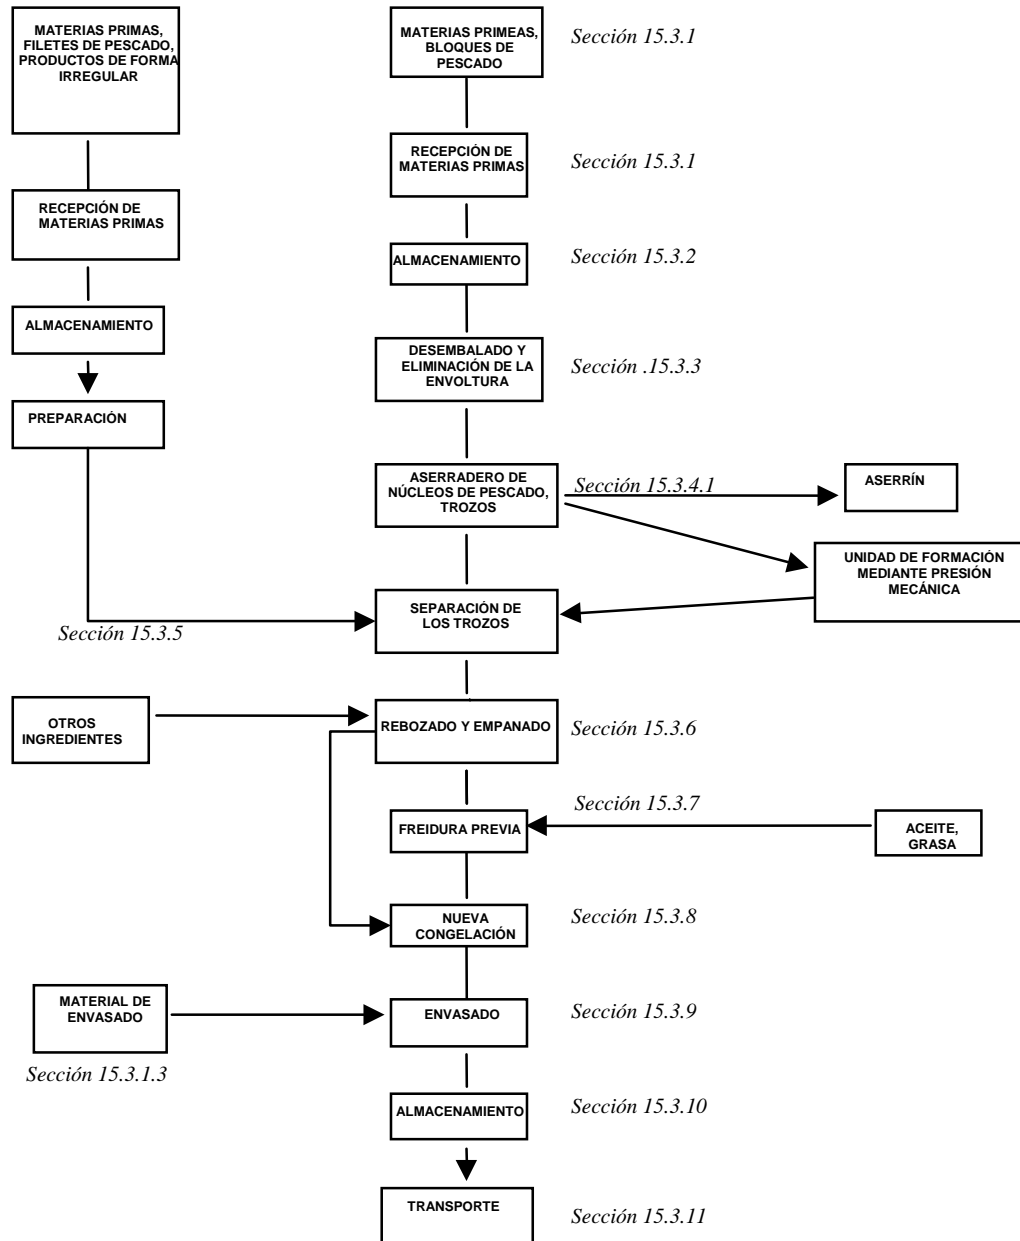 MATERIAS PRIMAS,
FILETES DE PESCADO,
PRODUCTOS DE FORMA
IRREGULAR
MATERIAS PRIMEAS,
BLOQUES DE
PESCADO
Sección 15.3.1
RECEPCIÓN DE
MATERIAS PRIMAS
Sección 15.3.1
RECEPCIÓN DE
MATERIAS PRIMAS
ALMACENAMIENTO
Sección 15.3.2
ALMACENAMIENTO
DESEMBALADO Y
ELIMINACIÓN DE LA
ENVOLTURA
Sección .15.3.3
PREPARACIÓN
ASERRADERO DE
NÚCLEOS DE PESCADO,
TROZOS
Sección 15.3.4.1
ASERRÍN
UNIDAD DE FORMACIÓN
MEDIANTE PRESIÓN
MECÁNICA
SEPARACIÓN DE
LOS TROZOS
Sección 15.3.5
OTROS
INGREDIENTES
REBOZADO Y EMPANADO
Sección 15.3.6
Sección 15.3.7
FREIDURA PREVIA
ACEITE,
GRASA
NUEVA
CONGELACIÓN
Sección 15.3.8
MATERIAL DE
ENVASADO
ENVASADO
Sección 15.3.9
Sección 15.3.1.3
ALMACENAMIENTO
Sección 15.3.10
TRANSPORTE
Sección 15.3.11